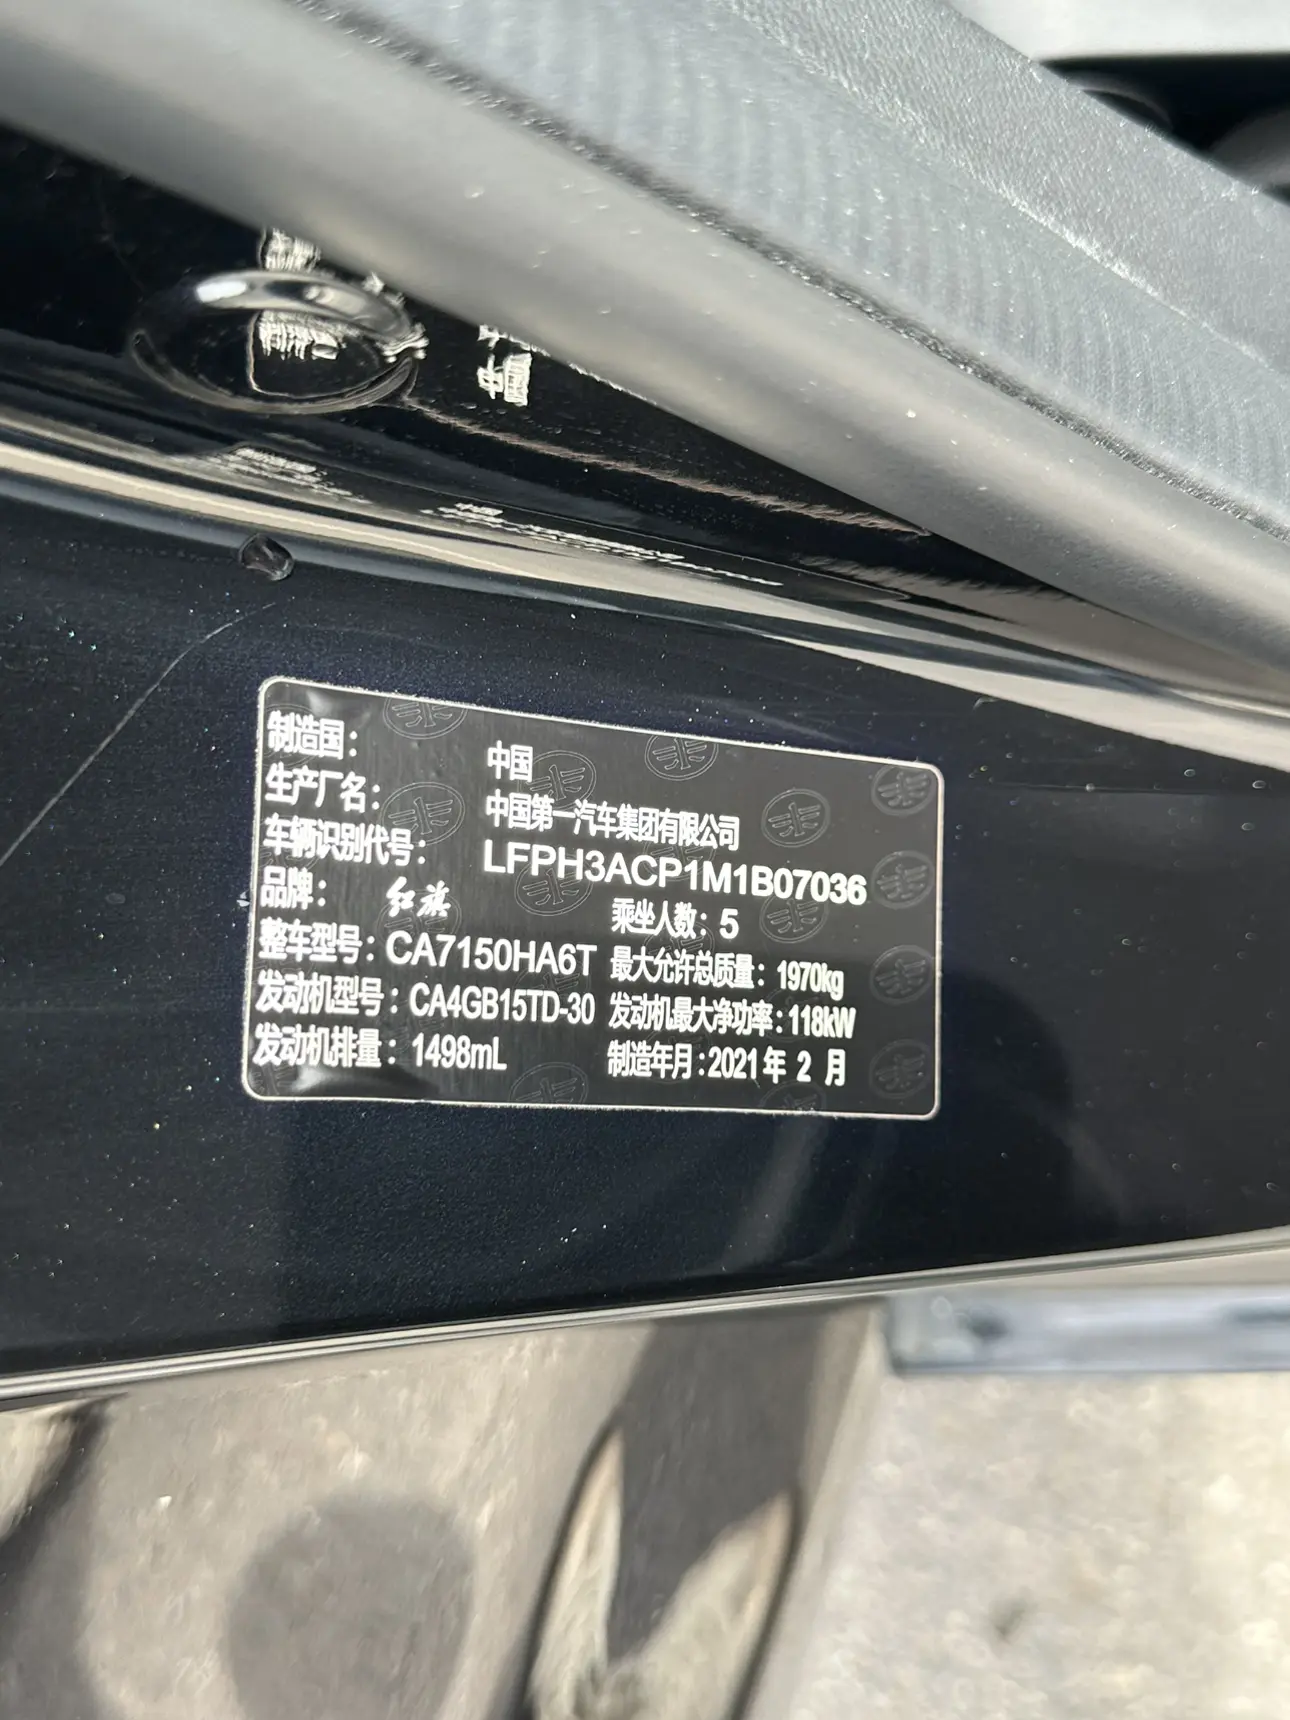 制造国： 中国
生产厂名： 中国第一汽车集团有限公司
车辆识别代号： LFPH3ACP1M1B07036
品牌： 红旗 乘坐人数：5
整车型号：CA7150HA6T 最大允许总质量：1970kg
发动机型号：CA4GB15TD-30 发动机最大净功率：118kW
发动机排量：1498mL 制造年月：2021年 2 月